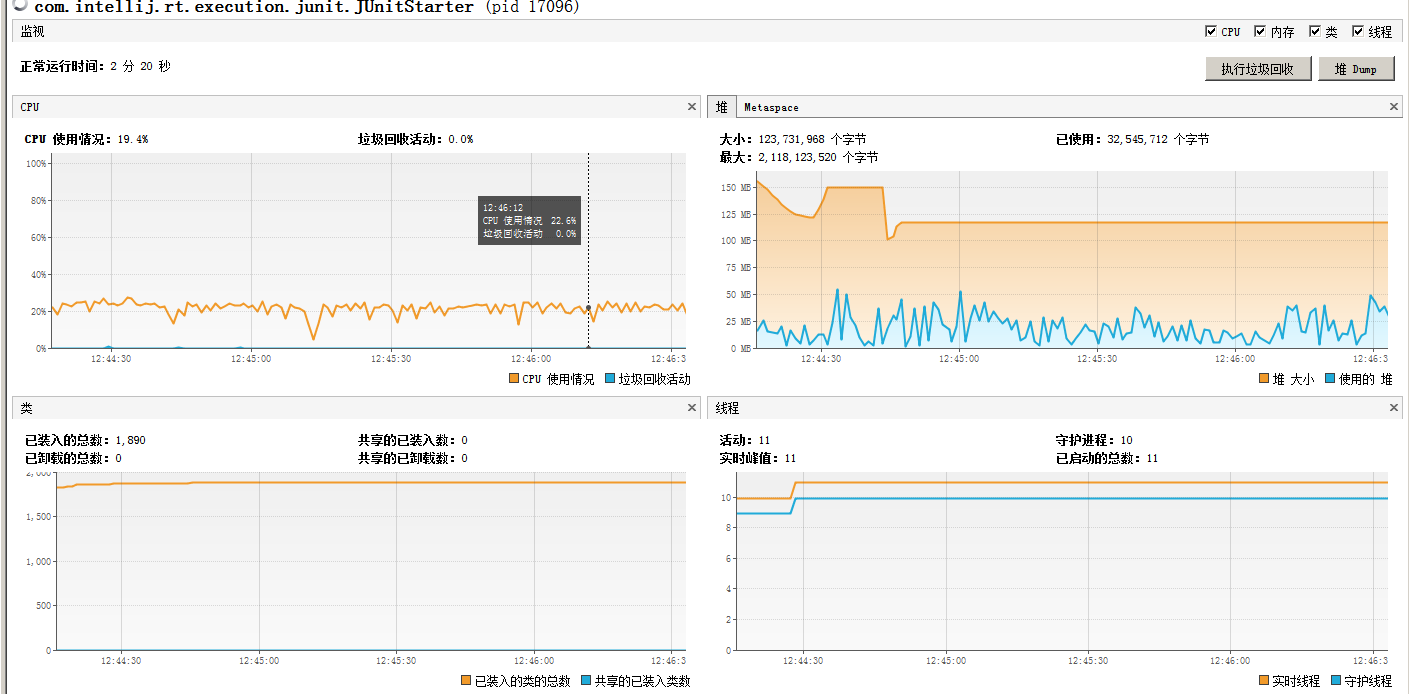 com.intellij.rt.execution.junit.JUnitStarter (pid 17096)
监视
CPU 内存 类 线程
正常运行时间: 2 分 20 秒
执行垃圾回收 堆 Dump
CPU
CPU 使用情况: 19.4% 垃圾回收活动: 0.0%
100%
80%
60%
40%
20%
0%
12:46:12
CPU 使用情况 22.6%
垃圾回收活动 0.0%
12:44:30 12:45:00 12:45:30 12:46:00 12:46:3
CPU 使用情况 垃圾回收活动
堆 Metaspace
大小: 123,731,968 个字节 已使用: 32,545,712 个字节
最大: 2,118,123,520 个字节
150 MB
125 MB
100 MB
75 MB
50 MB
25 MB
0 MB
12:44:30 12:45:00 12:45:30 12:46:00 12:46:3
堆 大小 使用的 堆
类
已装入的总数: 1,890 共享的已装入数: 0
已卸载的总数: 0 共享的已卸载数: 0
2,000
1,500
1,000
500
0
12:44:30 12:45:00 12:45:30 12:46:00 12:46:3
已装入的类的总数 共享的已装入类数
线程
活动: 11 守护进程: 10
实时峰值: 11 已启动的总数: 11
10
8
6
4
2
0
12:44:30 12:45:00 12:45:30 12:46:00 12:46:3
实时线程 守护线程